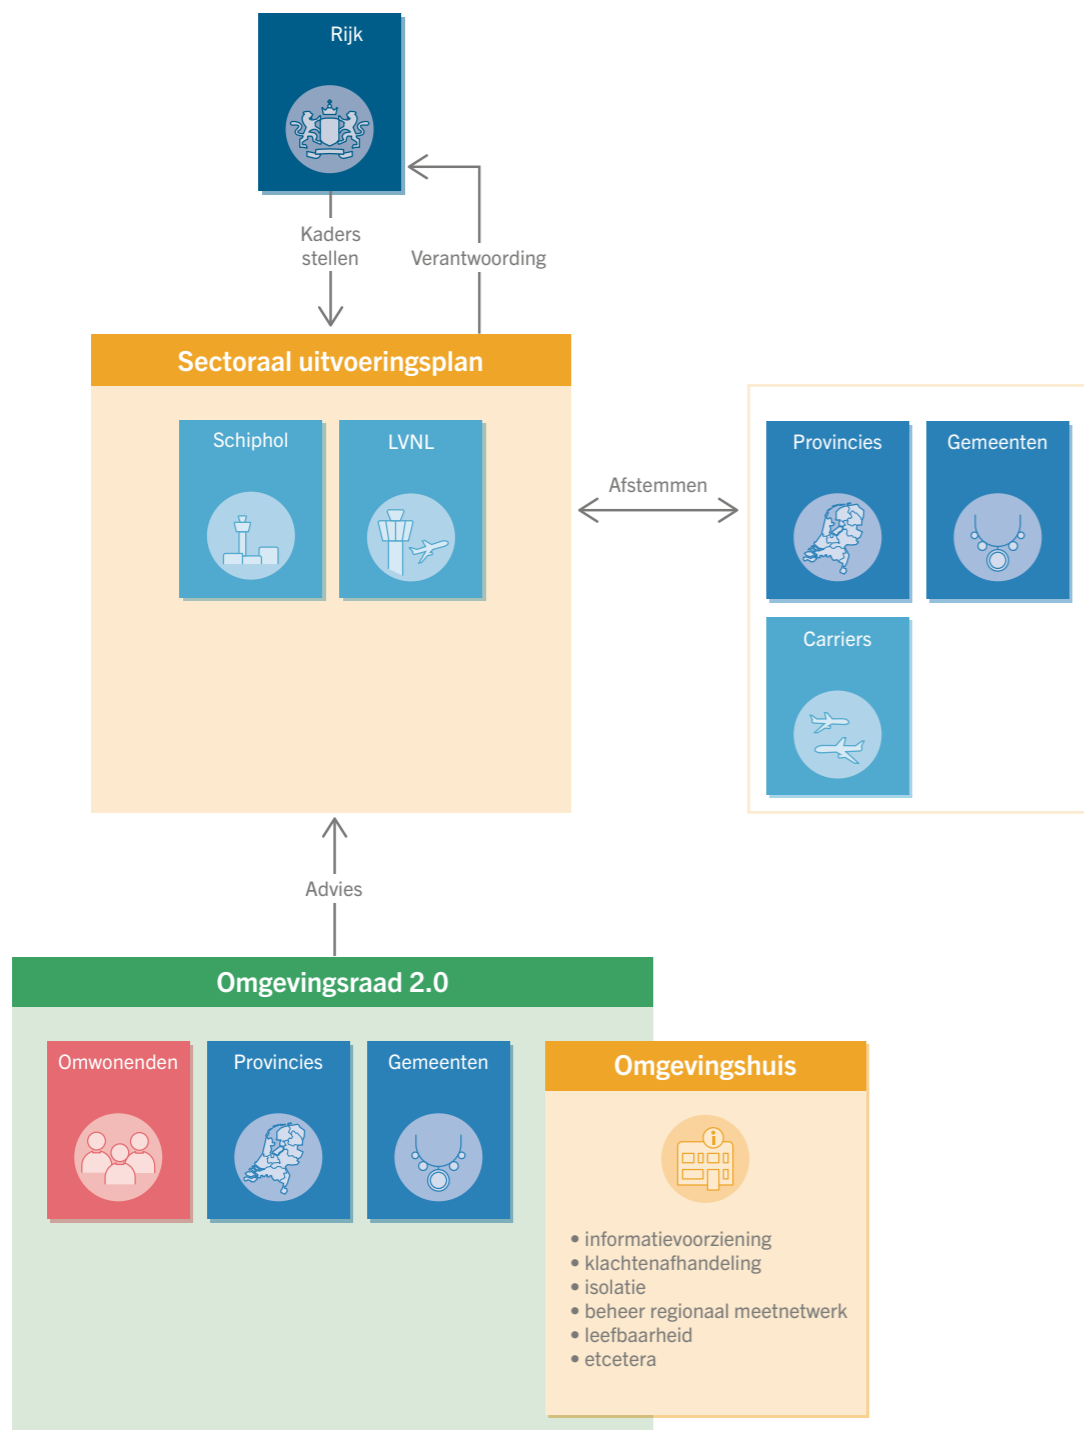 Rijk
Kaders
stellen
Verantwoording
Sectoraal uitvoeringsplan
Schiphol
LVNL
Afstemmen
Provincies
Gemeenten
Carriers
Advies
Omgevingsraad 2.0
Omwonenden
Provincies
Gemeenten
Omgevingshuis
i
• informatievoorziening
• klachtenafhandeling
• isolatie
• beheer regionaal meetnetwerk
• leefbaarheid
• etcetera